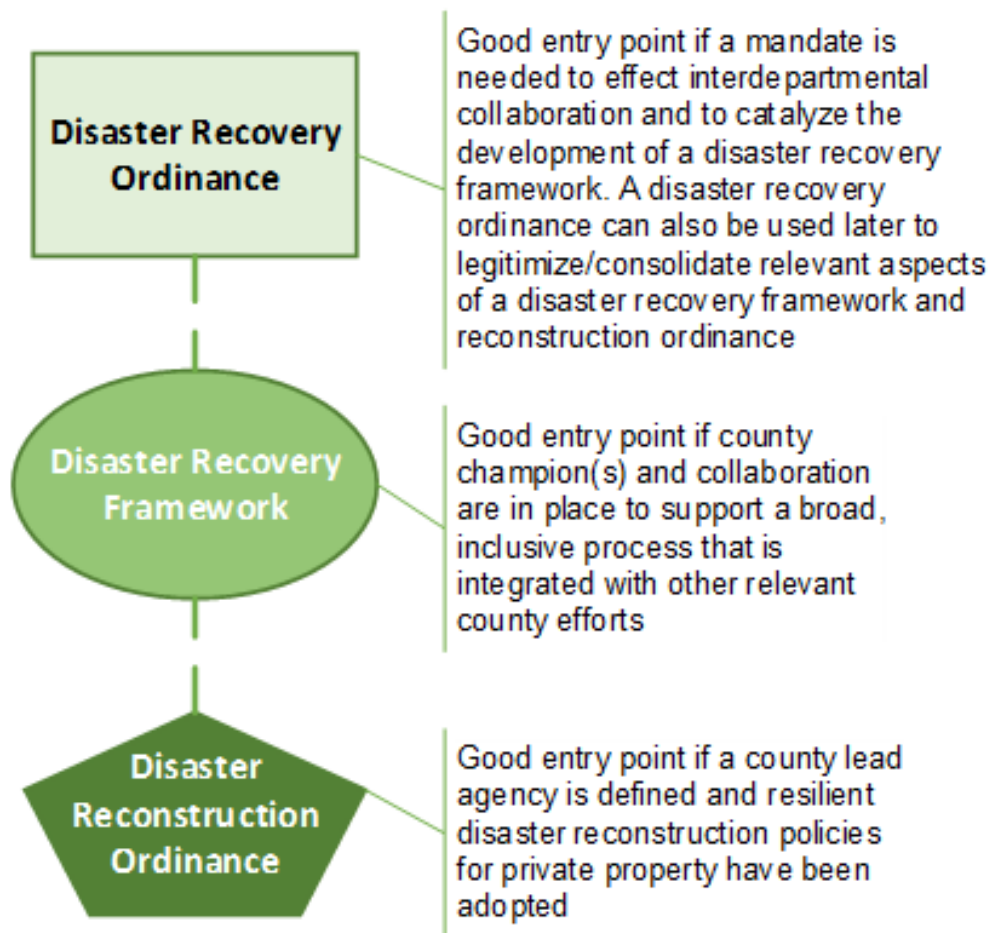 Disaster Recovery
Ordinance
Good entry point if a mandate is
needed to effect interdepartmental
collaboration and to catalyze the
development of a disaster recovery
framework. A disaster recovery
ordinance can also be used later to
legitimize/consolidate relevant aspects
of a disaster recovery framework and
reconstruction ordinance
Disaster Recovery
Framework
Good entry point if county
champion(s) and collaboration
are in place to support a broad,
inclusive process that is
integrated with other relevant
county efforts
Disaster
Reconstruction
Ordinance
Good entry point if a county lead
agency is defined and resilient
disaster reconstruction policies
for private property have been
adopted